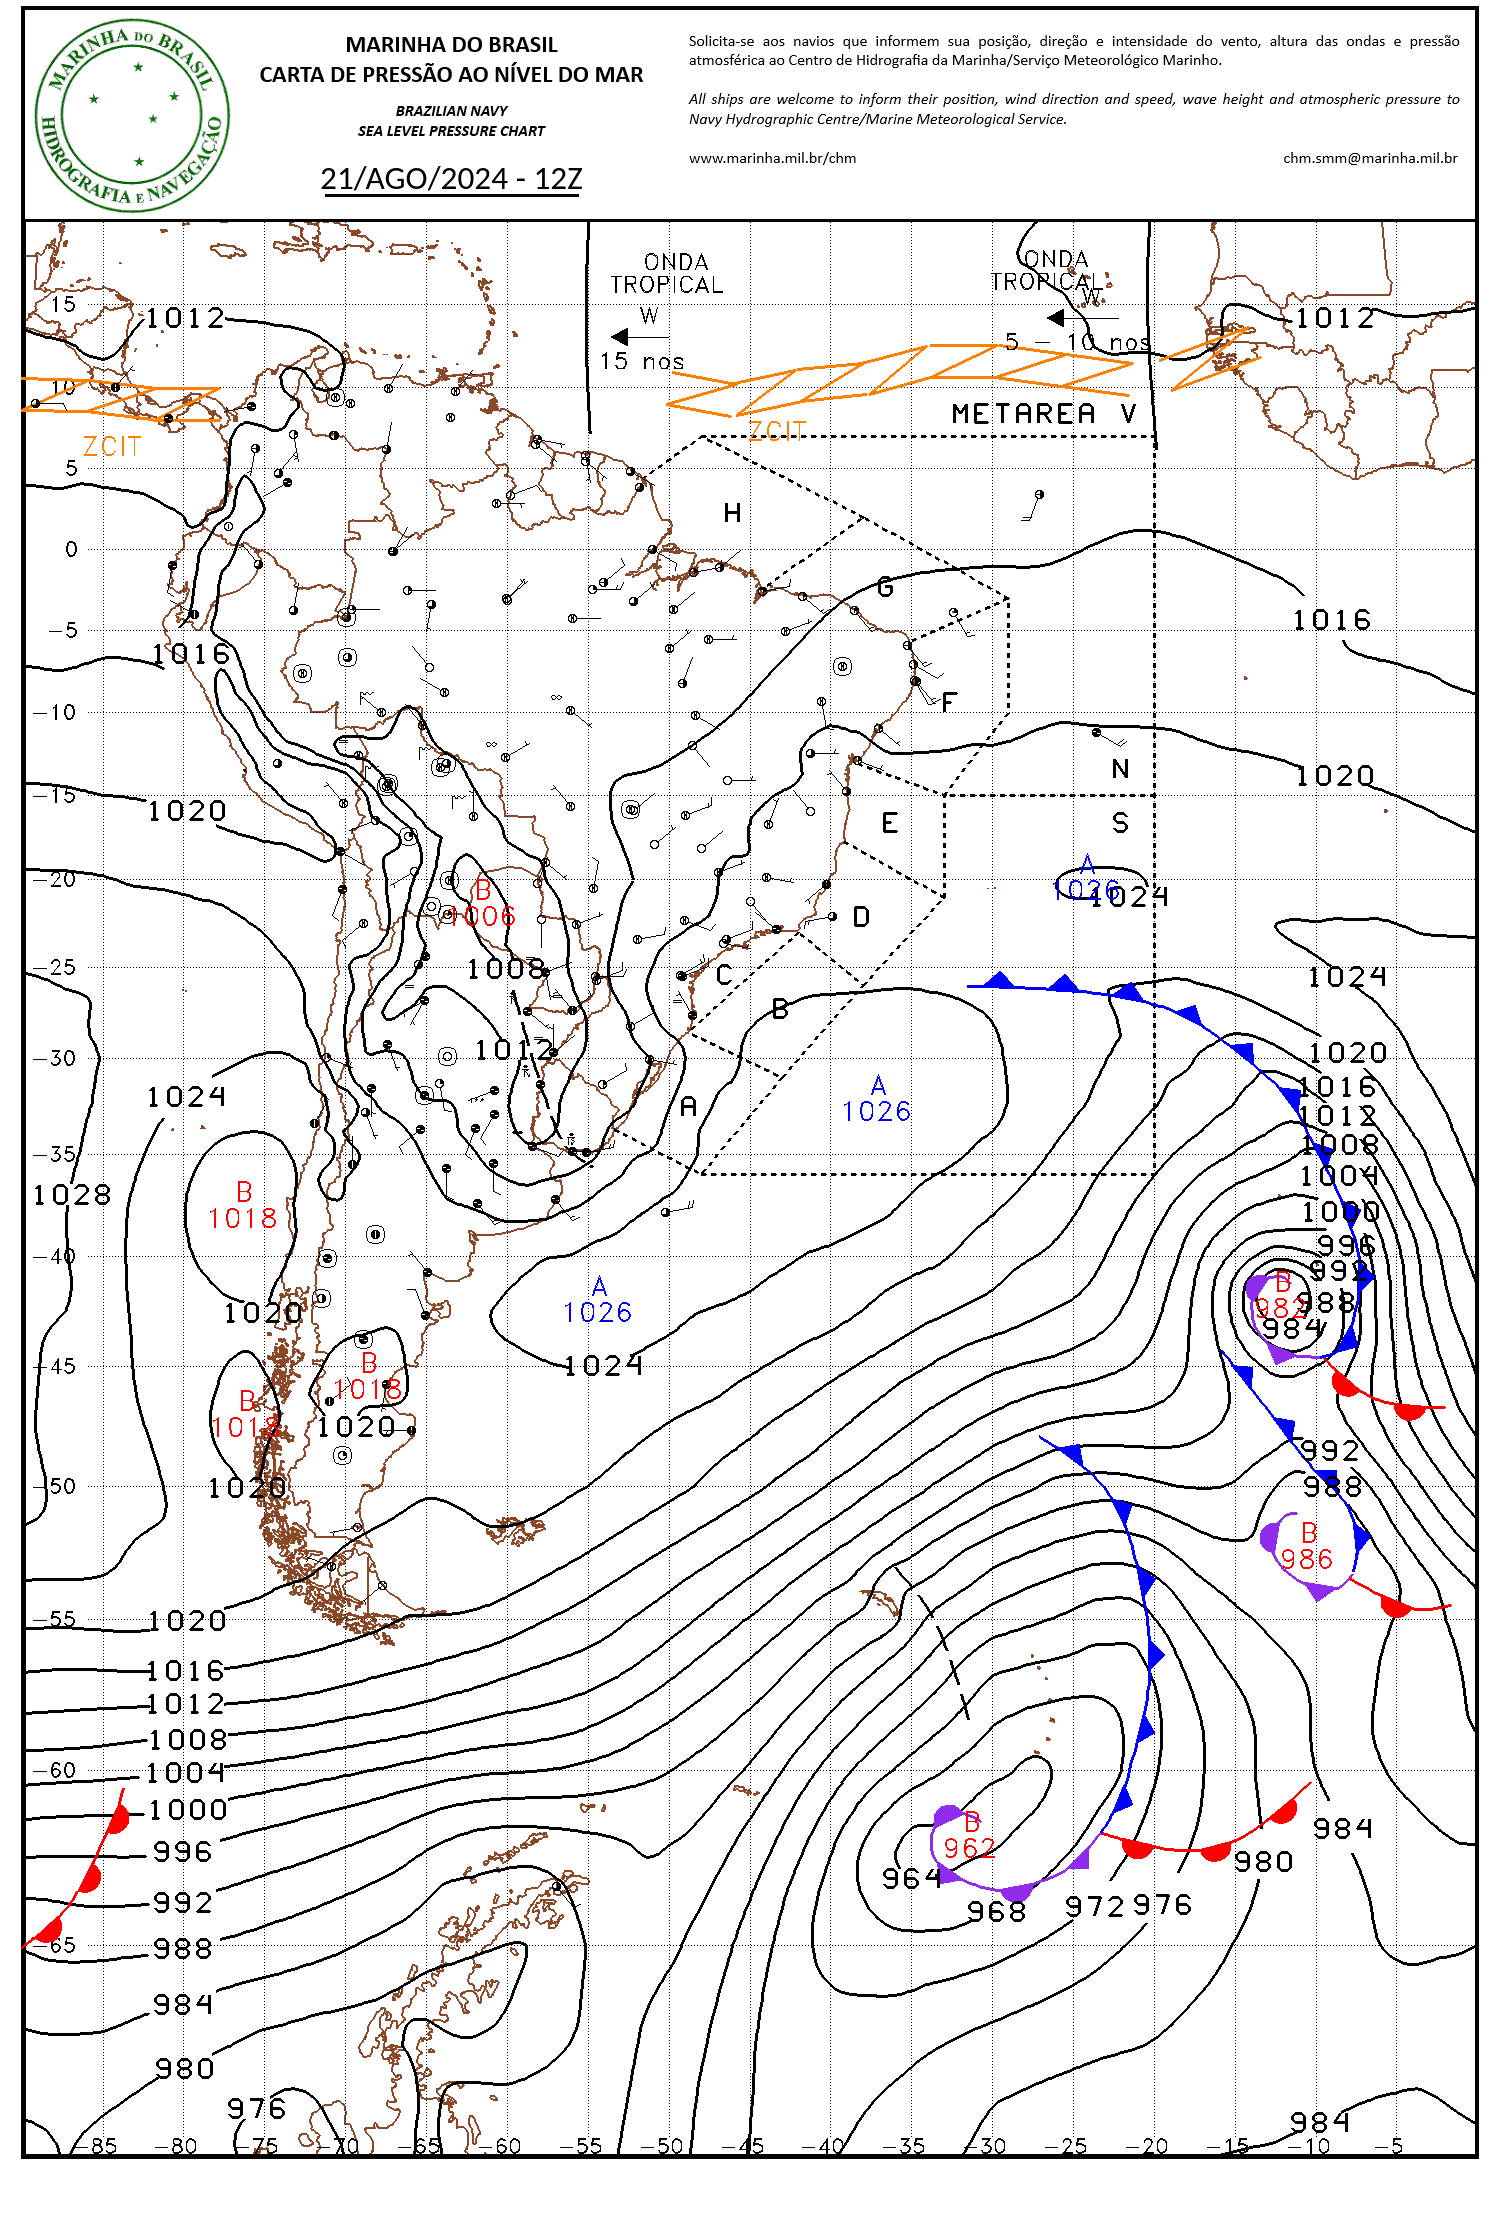 MARINHA DO BRASIL
HIDROGRAFIA E NAVEGAÇÃO
MARINHA DO BRASIL
CARTA DE PRESSÃO AO NÍVEL DO MAR
BRAZILIAN NAVY
SEA LEVEL PRESSURE CHART
21/AGO/2024 - 12Z
Solicita-se aos navios que informem sua posição, direção e intensidade do vento, altura das ondas e pressão
atmosférica ao Centro de Hidrografia da Marinha/Serviço Meteorológico Marinho.
All ships are welcome to inform their position, wind direction and speed, wave height and atmospheric pressure to
Navy Hydrographic Centre/Marine Meteorological Service.
www.marinha.mil.br/chm chm.smm@marinha.mil.br
ONDA
TROPICAL
W
15 nos
ONDA
TROPICAL
W
5 - 10 nos
15
1012
1012
10
METAREA V
ZCIT
ZCIT
5
H
0
G
1016
-5
1016
F
-10
N
1020
-15
1020
E
S
A
1026
1024
-20
B
1006
D
1008
-25
C
1024
B
1012
-30
1020
A
1026
1016
1024
A
1012
1008
-35
1004
1028
B
1018
1000
996
-40
992
B
982
988
984
A
1026
1020
-45
1024
B
1018
B
1018
1020
992
-50
1020
988
B
986
-55
1020
1016
1012
1008
-60
1004
1000
996
B
962
984
980
964
992
968
972
976
-65
988
984
980
976
984
-85 -80 -75 -70 -65 -60 -55 -50 -45 -40 -35 -30 -25 -20 -15 -10 -5